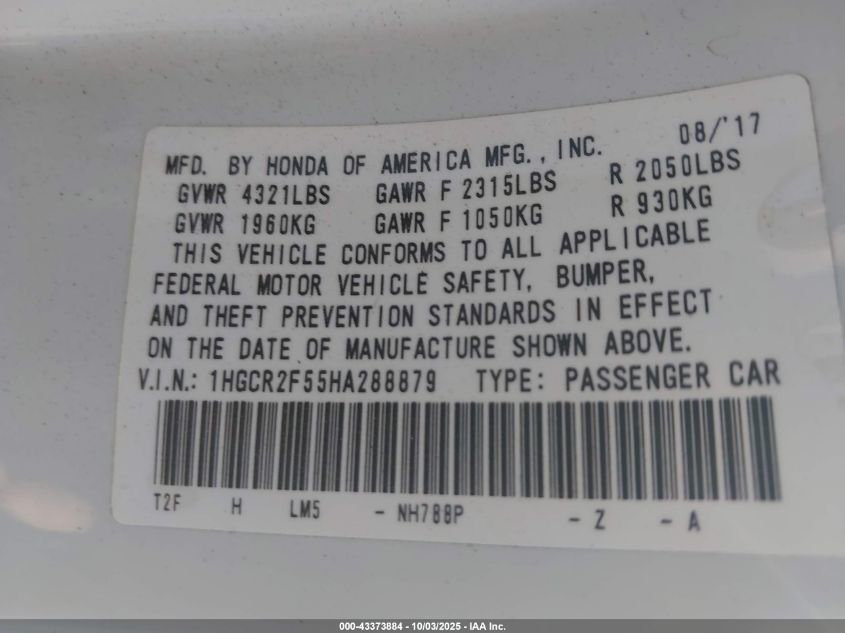 08/'17
MFD. BY HONDA OF AMERICA MFG., INC.
GVWR 4321LBS GAWR F 2315LBS R 2050LBS
GVWR 1960KG GAWR F 1050KG R 930KG
THIS VEHICLE CONFORMS TO ALL APPLICABLE
FEDERAL MOTOR VEHICLE SAFETY, BUMPER,
AND THEFT PREVENTION STANDARDS IN EFFECT
ON THE DATE OF MANUFACTURE SHOWN ABOVE.
V.I.N.: 1HGCR2F55HA288879 TYPE: PASSENGER CAR
T2F H LM5 - NH788P - Z - A
000-43373884 - 10/03/2025 - IAA Inc.